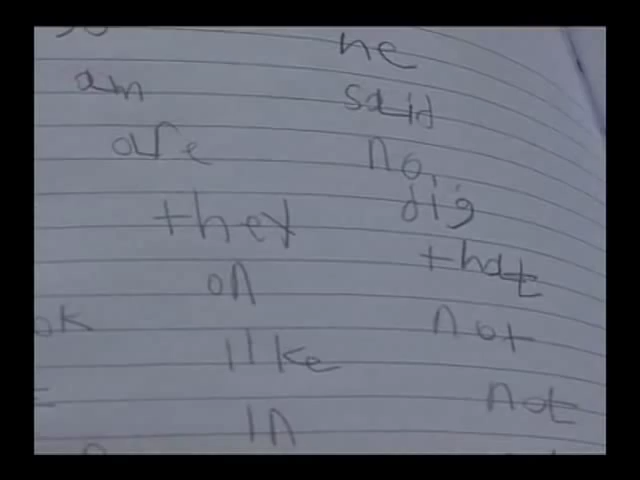 am
are
they
on
like
in
he
said
no,
dig
that
not
not